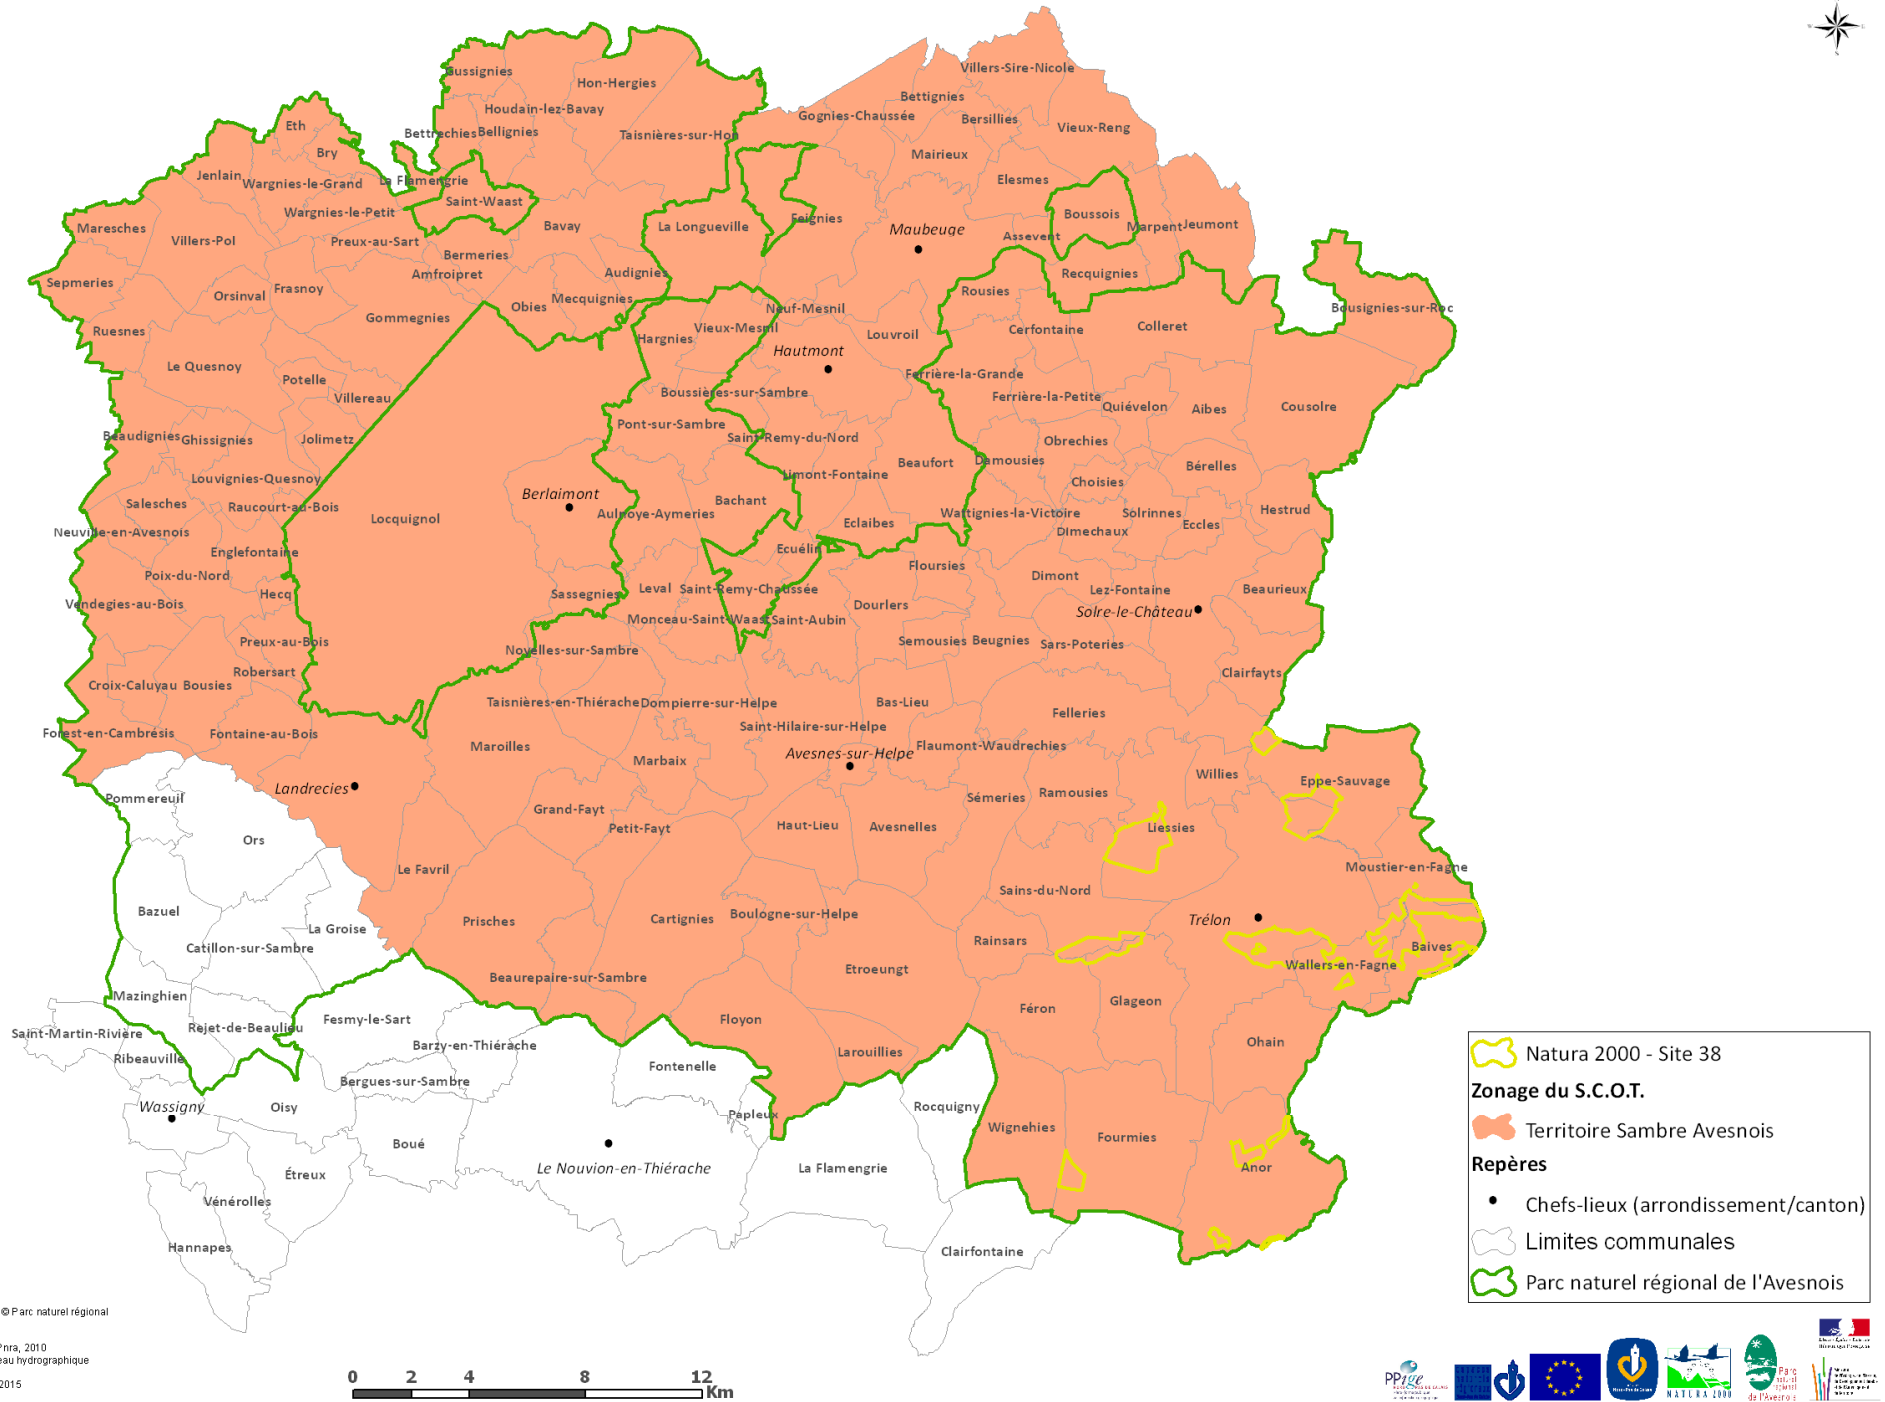 Villers-Sire-Nicole
Gussignies
Hon-Hergies
Bettignies
Houdain-lez-Bavay
Gognies-Chaussée
Bersillies
Eth
Bettrechies
Bellignies
Taisnières-sur-Hon
Vieux-Reng
Bry
Mairieux
Jenlain
Wargnies-le-Grand
La Flamengrie
Elesmes
Saint-Waast
Wargnies-le-Petit
Feignies
Boussois
Maresches
Villers-Pol
Preux-au-Sart
Bavay
La Longueville
Maubeuge
Assevent
Marpent
Jeumont
Bermeries
Amfroipret
Audignies
Recquignies
Sepmeries
Orsinval
Frasnoy
Obies
Mecquignies
Rousies
Bousignies-sur-Roc
Neuf-Mesnil
Gommegnies
Ruesnes
Hargnies
Vieux-Mesnil
Louvroil
Cerfontaine
Colleret
Hautmont
Le Quesnoy
Potelle
Ferrière-la-Grande
Villereau
Boussières-sur-Sambre
Ferrière-la-Petite
Quiévelon
Aibes
Cousolre
Beaudignies
Ghissignies
Jolimetz
Pont-sur-Sambre
Saint-Remy-du-Nord
Obrechies
Louvignies-Quesnoy
Limont-Fontaine
Beaufort
Damousies
Bérelles
Choisies
Salesches
Raucourt-au-Bois
Locquignol
Berlaimont
Aulnoye-Aymeries
Bachant
Eclaibes
Wattignies-la-Victoire
Solrinnes
Eccles
Hestrud
Neuville-en-Avesnois
Dimechaux
Englefontaine
Ecuélin
Poix-du-Nord
Floursies
Dimont
Hecq
Sassegnies
Leval
Saint-Remy-Chaussée
Lez-Fontaine
Beaurieux
Vendegies-au-Bois
Dourlers
Solre-le-Château
Monceau-Saint-Waast
Saint-Aubin
Preux-au-Bois
Noyelles-sur-Sambre
Semousies
Beugnies
Sars-Poteries
Robersart
Clairfayts
Croix-Caluyau
Bousies
Taisnières-en-Thiérache
Dompierre-sur-Helpe
Bas-Lieu
Felleries
Forest-en-Cambrésis
Fontaine-au-Bois
Saint-Hilaire-sur-Helpe
Maroilles
Avesnes-sur-Helpe
Flaumont-Waudrechies
Marbaix
Willies
Eppe-Sauvage
Landrecies
Pommereuil
Grand-Fayt
Sémeries
Ramousies
Petit-Fayt
Haut-Lieu
Avesnelles
Liessies
Ors
Le Favril
Moustier-en-Fagne
Sains-du-Nord
Bazuel
Prisches
Cartignies
Boulogne-sur-Helpe
Trélon
La Groise
Catillon-sur-Sambre
Rainsars
Baives
Beaurepaire-sur-Sambre
Etroeungt
Wallers-en-Fagne
Mazinghien
Féron
Glageon
Saint-Martin-Rivière
Rejet-de-Beaulieu
Fesmy-le-Sart
Floyon
Barzy-en-Thiérache
Larouillies
Ohain
Ribeauville
Fontenelle
Bergues-sur-Sambre
Wassigny
Oisy
Papleux
Rocquigny
Boué
Wignehies
Fourmies
Étreux
Le Nouvion-en-Thiérache
La Flamengrie
Anor
Vénérolles
Hannapes
Clairfontaine
Natura 2000 - Site 38
Zonage du S.C.O.T.
Territoire Sambre Avesnois
Repères
Chefs-lieux (arrondissement/canton)
Limites communales
Parc naturel régional de l'Avesnois
© Parc naturel régional
Pnra, 2010
eau hydrographique
2015
0 2 4 8 12
Km
PPige
NATURA 2000
Parc
naturel
régional
de l'Avesnois